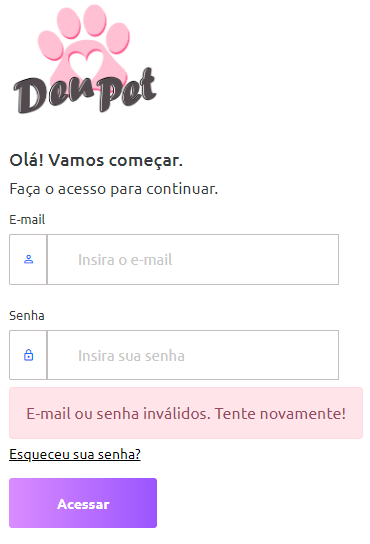 DeuPet
Olá! Vamos começar.
Faça o acesso para continuar.
E-mail
Insira o e-mail
Senha
Insira sua senha
E-mail ou senha inválidos. Tente novamente!
Esqueceu sua senha?
Acessar